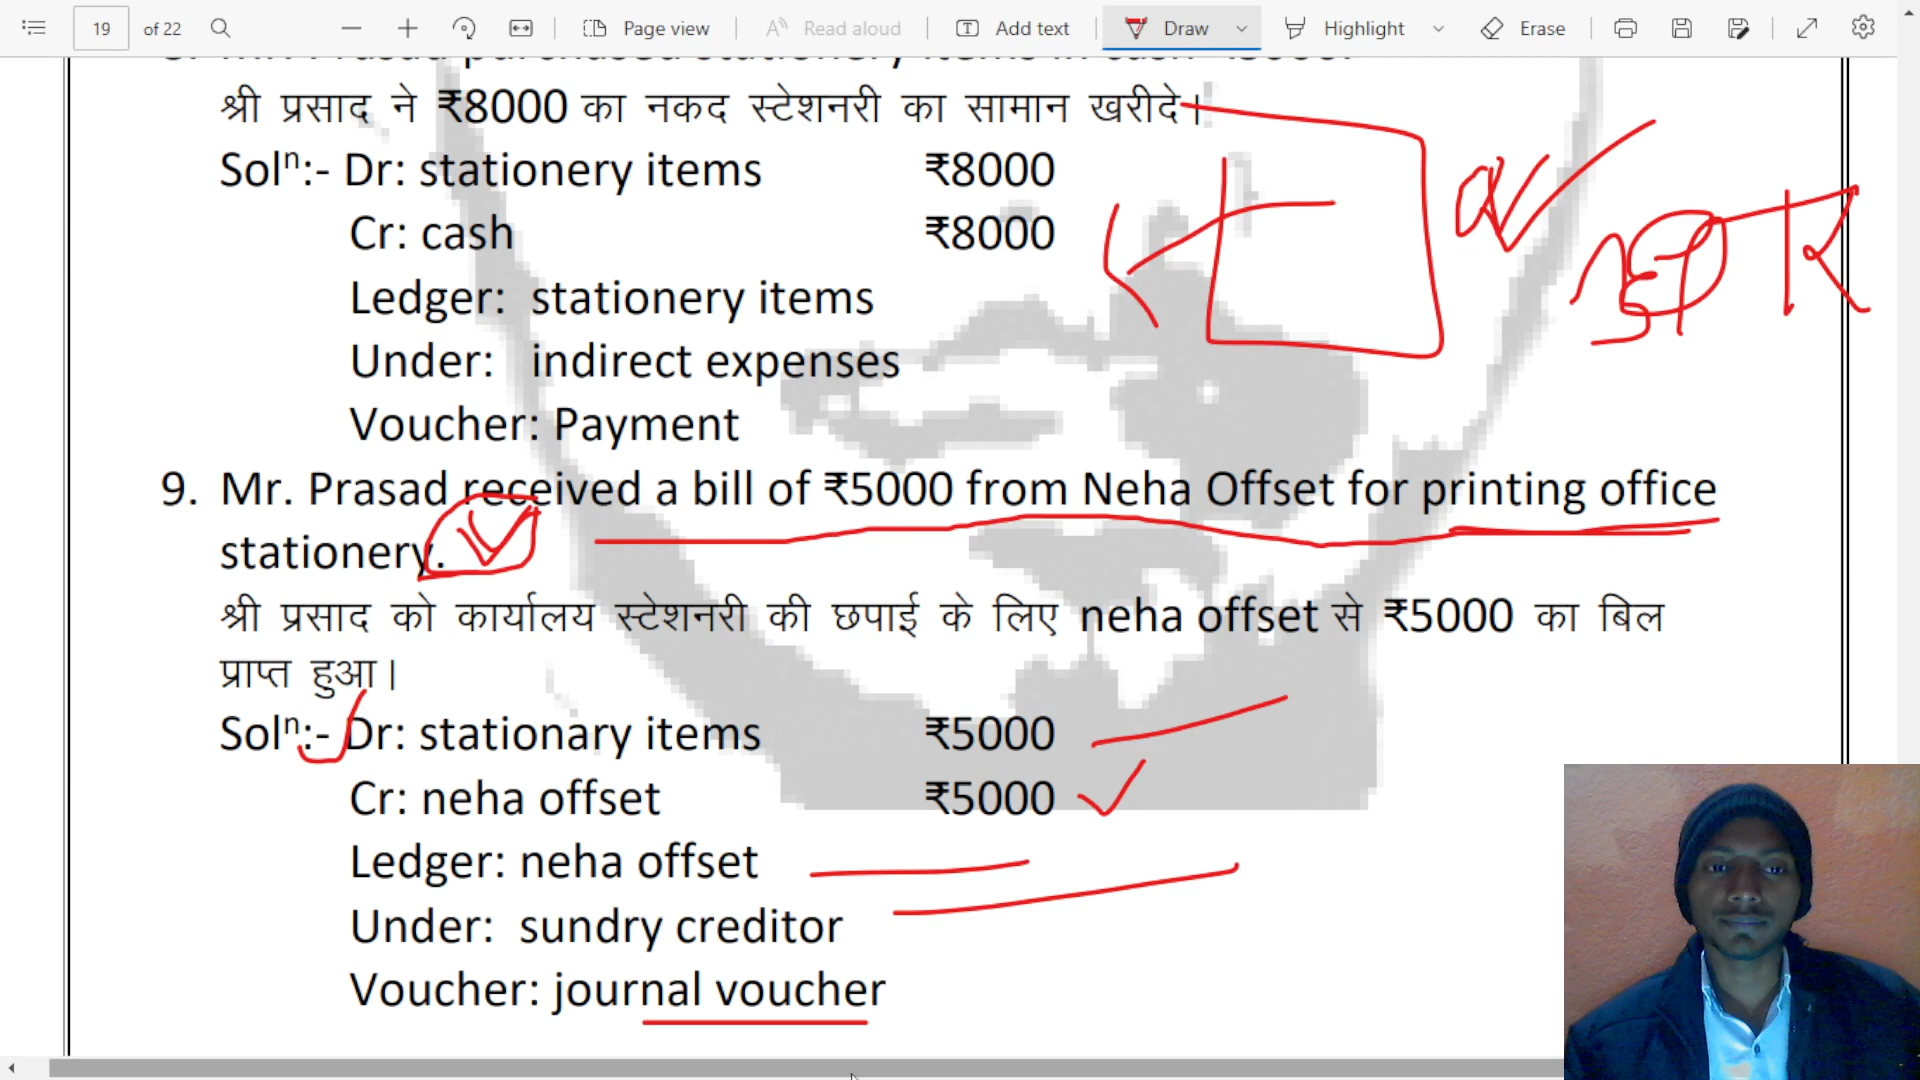 19 of 22 Page view Read aloud Add text Draw Highlight Erase
श्री प्रसाद ने ₹8000 का नकद स्टेशनरी का सामान खरीदे।
Solⁿ:- Dr: stationery items ₹8000
Cr: cash ₹8000
Ledger: stationery items
Under: indirect expenses
Voucher: Payment
9. Mr. Prasad received a bill of ₹5000 from Neha Offset for printing office
stationery.
श्री प्रसाद को कार्यालय स्टेशनरी की छपाई के लिए neha offset से ₹5000 का बिल
प्राप्त हुआ।
Solⁿ:- Dr: stationary items ₹5000
Cr: neha offset ₹5000
Ledger: neha offset
Under: sundry creditor
Voucher: journal voucher